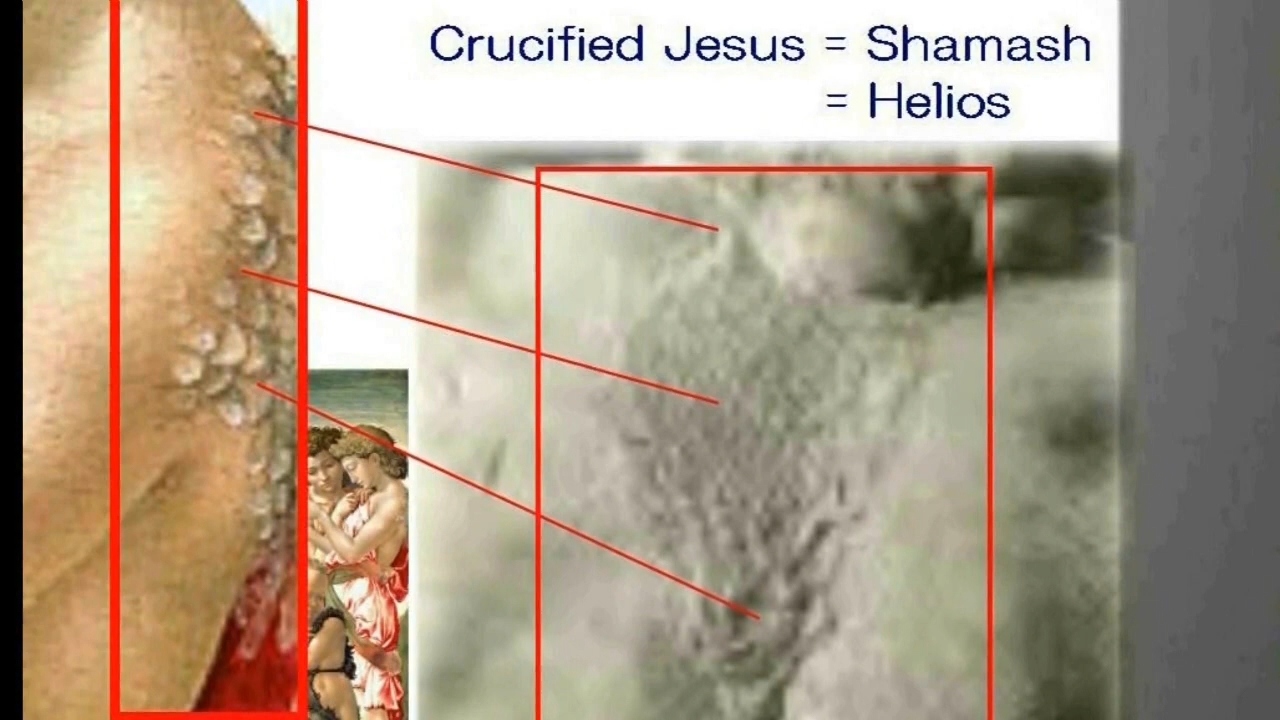 Crucified Jesus = Shamash
= Helios